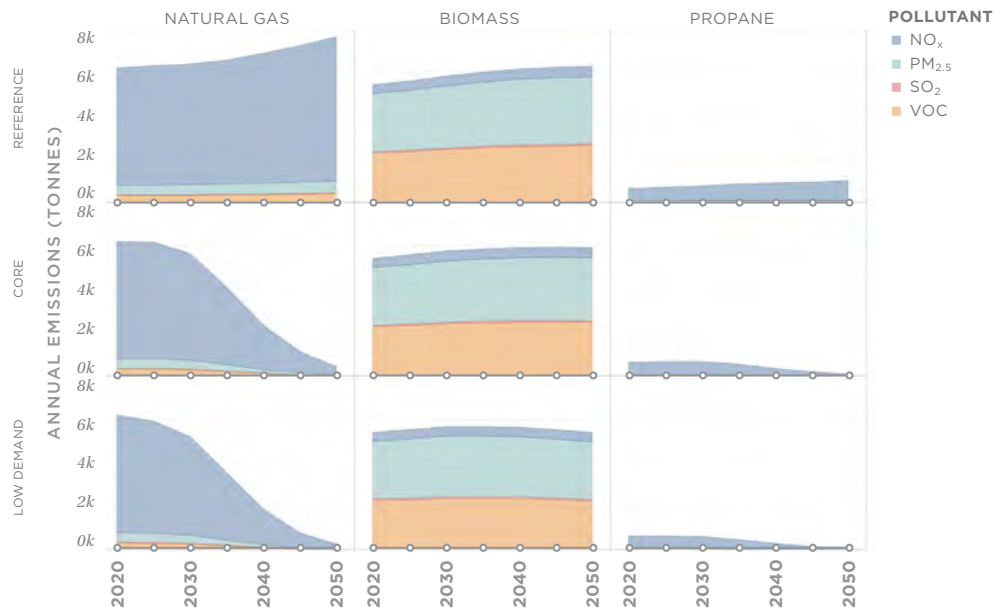 NATURAL GAS
BIOMASS
PROPANE
POLLUTANT
NOx
PM2.5
SO2
VOC
ANNUAL EMISSIONS (TONNES)
REFERENCE
8k
6k
4k
2k
0k
CORE
8k
6k
4k
2k
0k
LOW DEMAND
8k
6k
4k
2k
0k
2020 2030 2040 2050 2020 2030 2040 2050 2020 2030 2040 2050